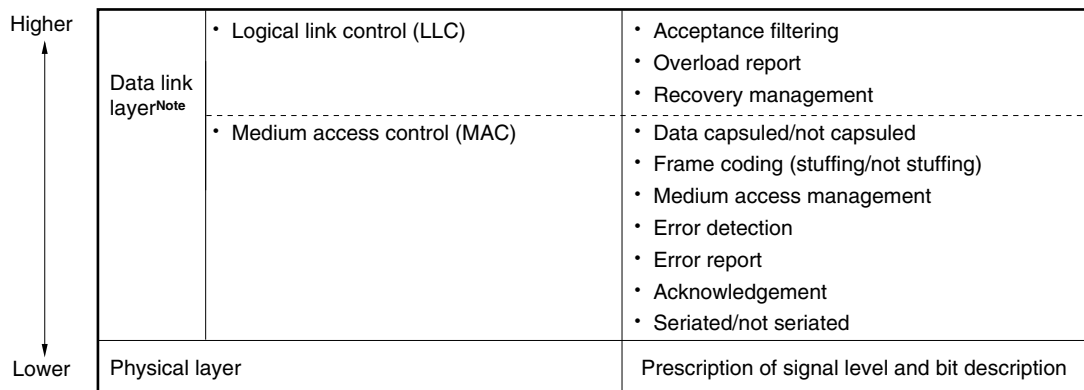 Higher
Data link
layerNote
• Logical link control (LLC)
• Acceptance filtering
• Overload report
• Recovery management
• Medium access control (MAC)
• Data capsuled/not capsuled
• Frame coding (stuffing/not stuffing)
• Medium access management
• Error detection
• Error report
• Acknowledgement
• Seriated/not seriated
Lower
Physical layer
Prescription of signal level and bit description